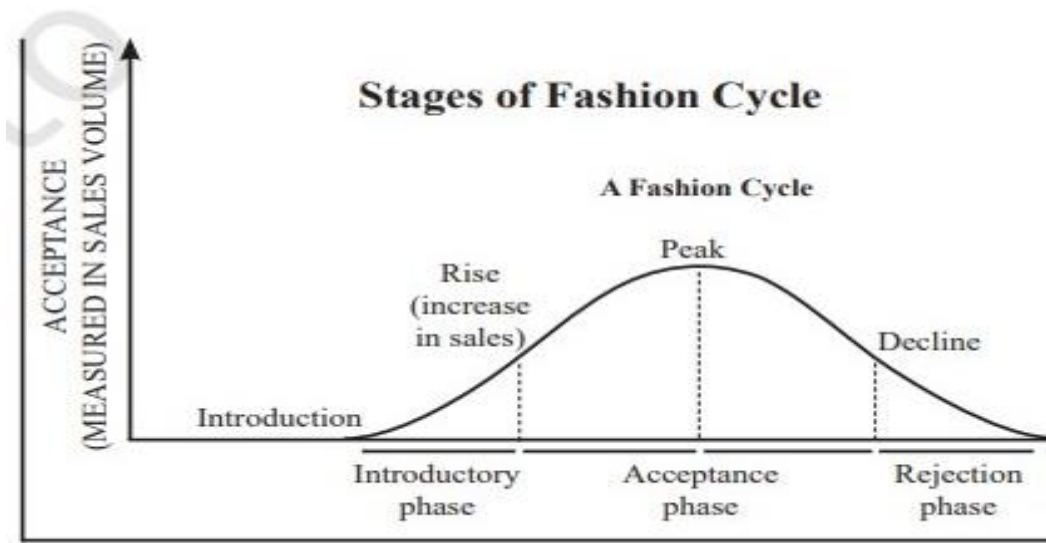 Stages of Fashion Cycle
A Fashion Cycle
ACCEPTANCE
(MEASURED IN SALES VOLUME)
Peak
Rise
(increase
in sales)
Decline
Introduction
Introductory
phase
Acceptance
phase
Rejection
phase